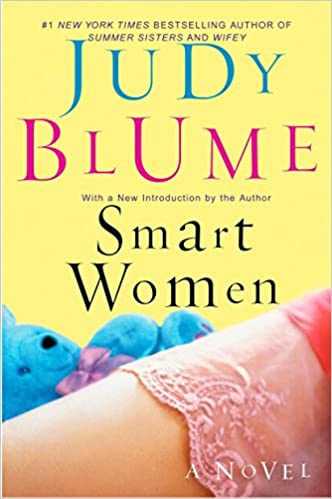 #1 NEW YORK TIMES BESTSELLING AUTHOR OF
SUMMER SISTERS AND WIFEY
JUDY
BLUME
With a New Introduction by the Author
Smart
Women
A NOVEL